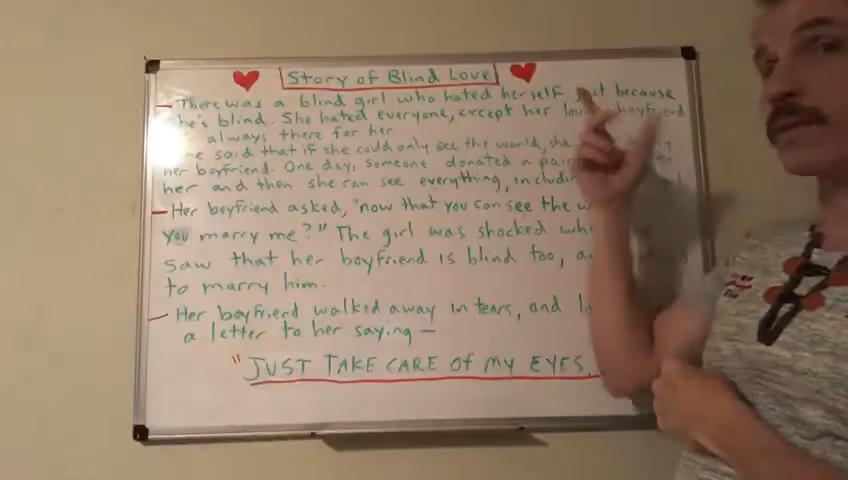 Story of Blind Love
There was a blind girl who hated herself just because
he's blind. She hated everyone, except her boyfriend
always there for her.
said that if she could only see the world, she
her boyfriend. One day, someone donated a pair
her and then she can see everything, including
Her boyfriend asked, "now that you can see the
you marry me?" The girl was shocked
saw that her boyfriend is blind too,
to marry him.
Her boyfriend walked away in tears, and
a letter to her saying —
"JUST TAKE CARE OF MY EYES